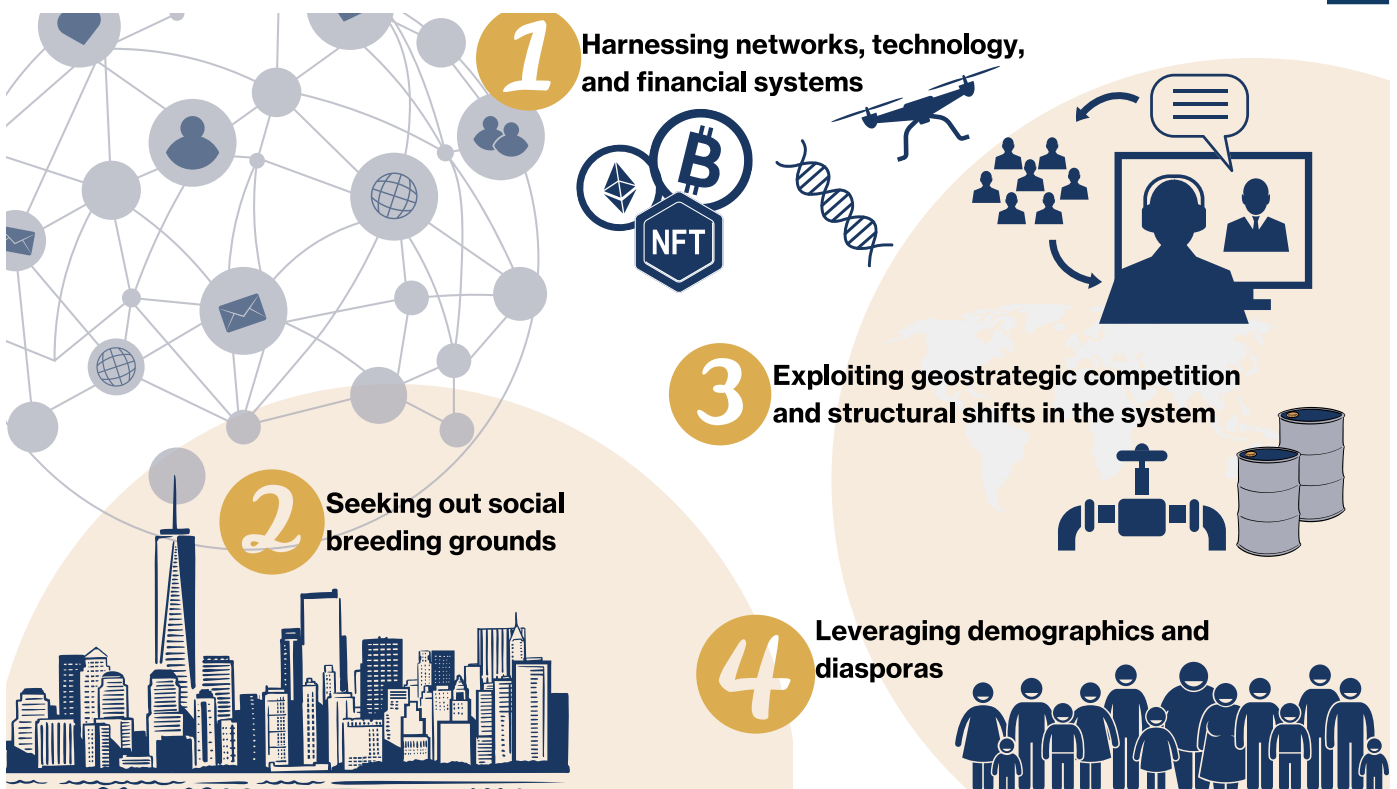 1
Harnessing networks, technology,
and financial systems
NFT
3
Exploiting geostrategic competition
and structural shifts in the system
2
Seeking out social
breeding grounds
4
Leveraging demographics and
diasporas